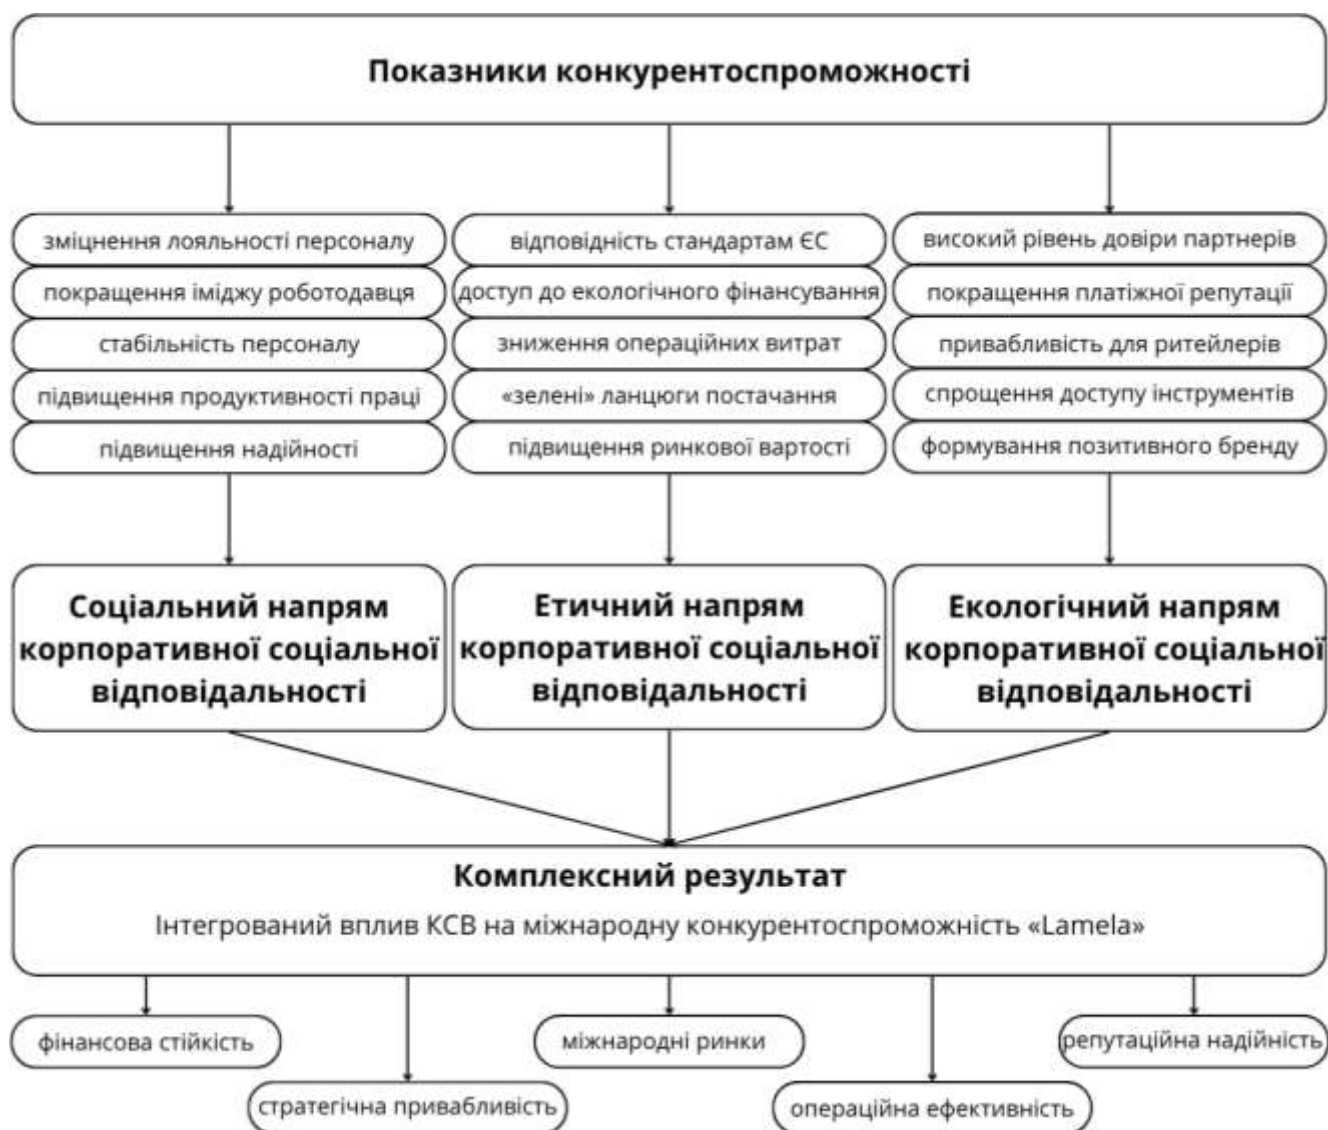 Показники конкурентоспроможності
зміцнення лояльності персоналу
покращення іміджу роботодавця
стабільність персоналу
підвищення продуктивності праці
підвищення надійності
відповідність стандартам ЄС
доступ до екологічного фінансування
зниження операційних витрат
«зелені» ланцюги постачання
підвищення ринкової вартості
високий рівень довіри партнерів
покращення платіжної репутації
привабливість для ритейлерів
спрощення доступу інструментів
формування позитивного бренду
Соціальний напрям
корпоративної соціальної
відповідальності
Етичний напрям
корпоративної соціальної
відповідальності
Екологічний напрям
корпоративної соціальної
відповідальності
Комплексний результат
Інтегрований вплив КСВ на міжнародну конкурентоспроможність «Lamela»
фінансова стійкість
стратегічна привабливість
міжнародні ринки
операційна ефективність
репутаційна надійність